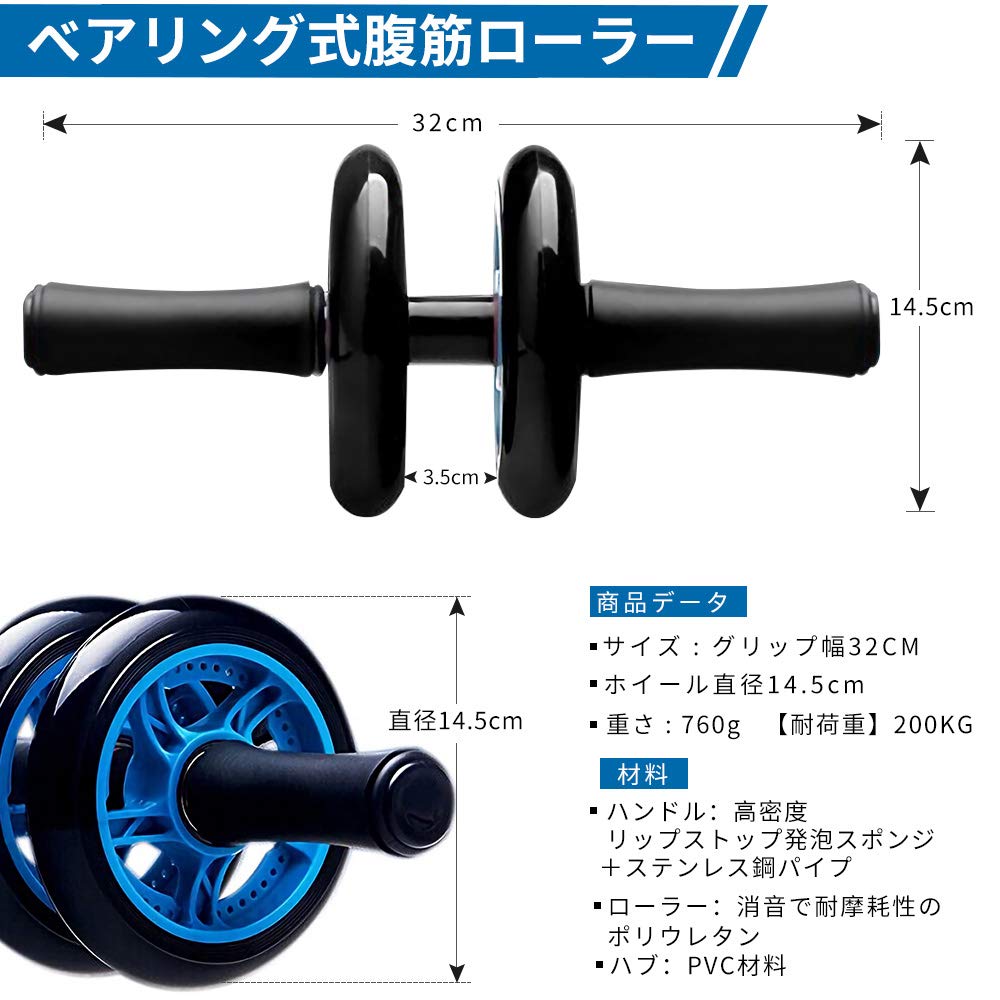 ベアリング式腹筋ローラー
32cm
14.5cm
3.5cm
直径14.5cm
商品データ
▪サイズ：グリップ幅32CM
▪ホイール直径14.5cm
▪重さ：760g 【耐荷重】200KG
材料
▪ハンドル：高密度
リップストップ発泡スポンジ
＋ステンレス鋼パイプ
▪ローラー：消音で耐摩耗性の
ポリウレタン
▪ハブ：PVC材料